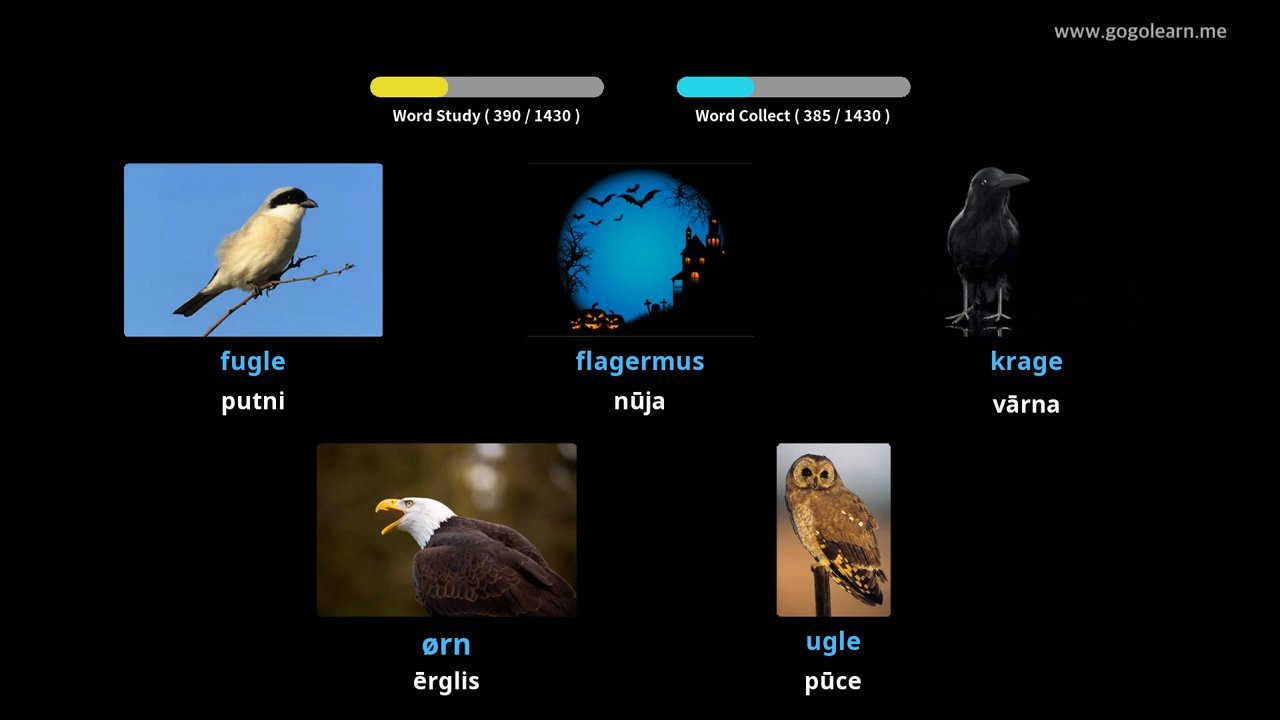 www.gogolearn.me
Word Study ( 390 / 1430 )
Word Collect ( 385 / 1430 )
fugle
putni
flagermus
nūja
krage
vārna
ørn
ērglis
ugle
pūce